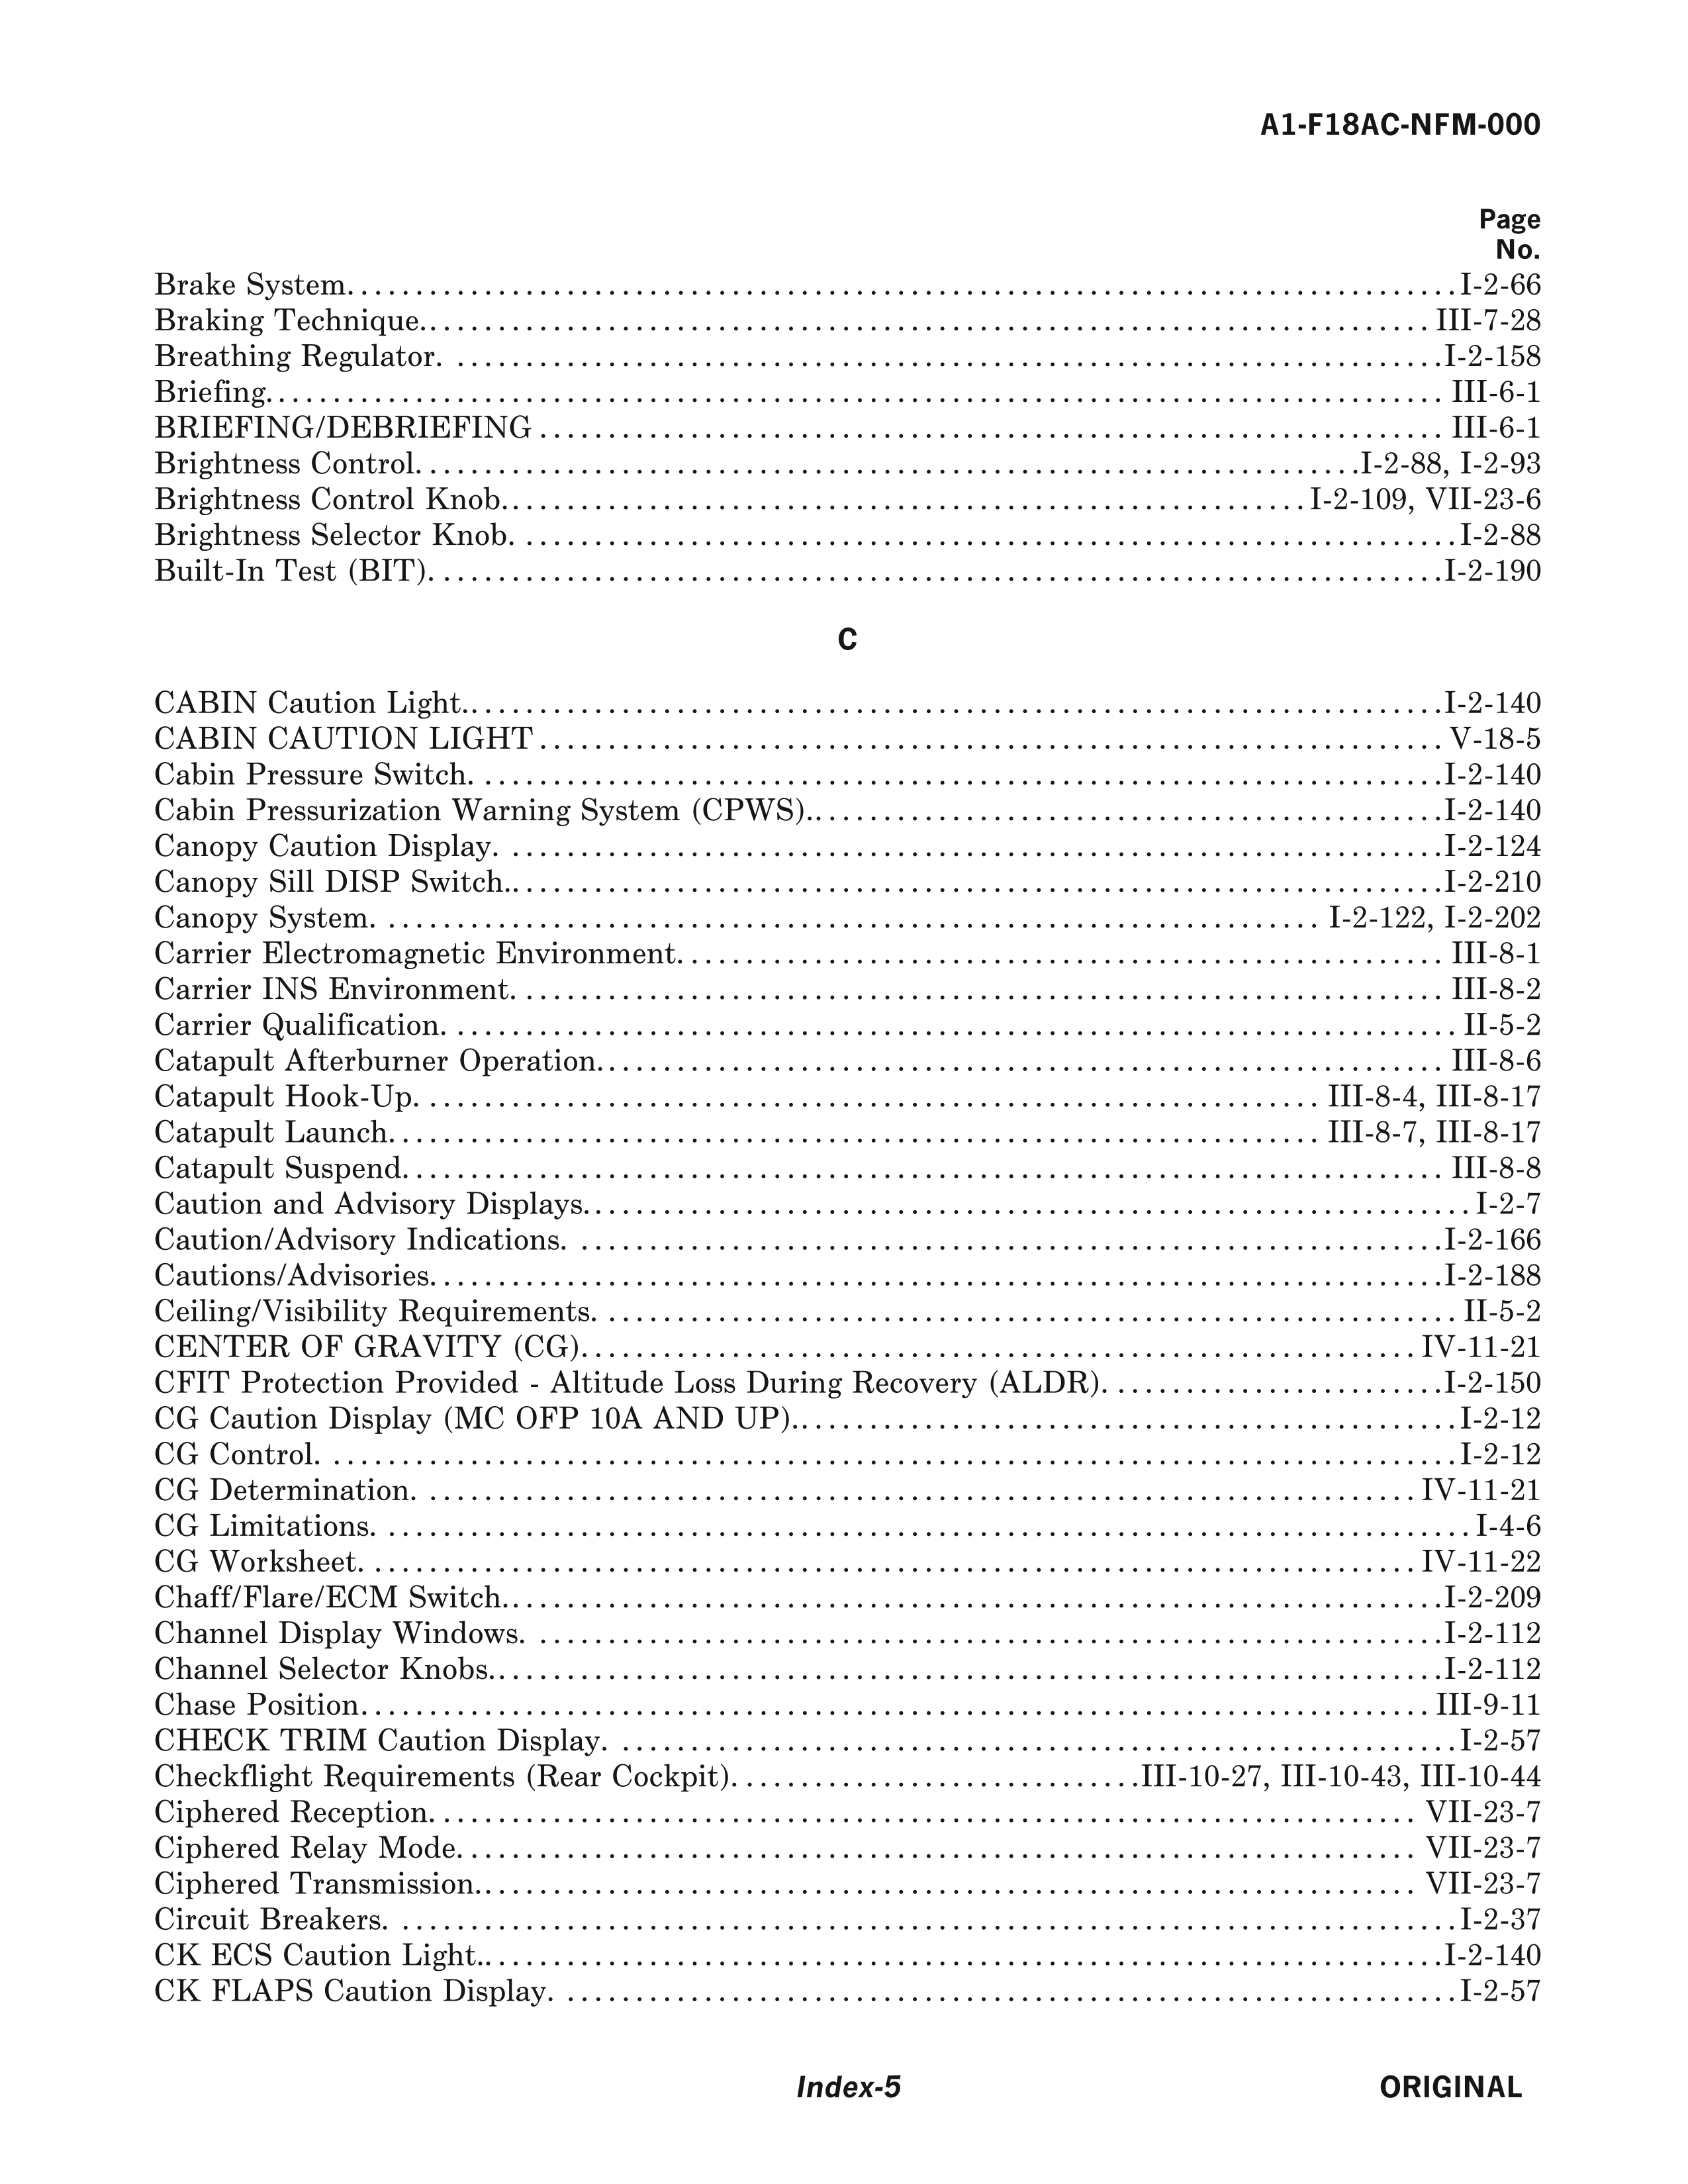 A1-F18AC-NFM-000
Page
No.
Brake System. . . . . . . . . . I-2-66
Braking Technique. . . . . . . . . . III-7-28
Breathing Regulator. . . . . . . . . . I-2-158
Briefing. . . . . . . . . . III-6-1
BRIEFING/DEBRIEFING . . . . . . . . . . III-6-1
Brightness Control. . . . . . . . . . I-2-88, I-2-93
Brightness Control Knob. . . . . . . . . . I-2-109, VII-23-6
Brightness Selector Knob. . . . . . . . . . I-2-88
Built-In Test (BIT). . . . . . . . . . I-2-190
C
CABIN Caution Light. . . . . . . . . . I-2-140
CABIN CAUTION LIGHT . . . . . . . . . . V-18-5
Cabin Pressure Switch. . . . . . . . . . I-2-140
Cabin Pressurization Warning System (CPWS). . . . . . . . . . I-2-140
Canopy Caution Display. . . . . . . . . . I-2-124
Canopy Sill DISP Switch. . . . . . . . . . I-2-210
Canopy System. . . . . . . . . . I-2-122, I-2-202
Carrier Electromagnetic Environment. . . . . . . . . . III-8-1
Carrier INS Environment. . . . . . . . . . III-8-2
Carrier Qualification. . . . . . . . . . II-5-2
Catapult Afterburner Operation. . . . . . . . . . III-8-6
Catapult Hook-Up. . . . . . . . . . III-8-4, III-8-17
Catapult Launch. . . . . . . . . . III-8-7, III-8-17
Catapult Suspend. . . . . . . . . . III-8-8
Caution and Advisory Displays. . . . . . . . . . I-2-7
Caution/Advisory Indications. . . . . . . . . . I-2-166
Cautions/Advisories. . . . . . . . . . I-2-188
Ceiling/Visibility Requirements. . . . . . . . . . II-5-2
CENTER OF GRAVITY (CG). . . . . . . . . . IV-11-21
CFIT Protection Provided - Altitude Loss During Recovery (ALDR). . . . . . . . . . I-2-150
CG Caution Display (MC OFP 10A AND UP). . . . . . . . . . I-2-12
CG Control. . . . . . . . . . I-2-12
CG Determination. . . . . . . . . . IV-11-21
CG Limitations. . . . . . . . . . I-4-6
CG Worksheet. . . . . . . . . . IV-11-22
Chaff/Flare/ECM Switch. . . . . . . . . . I-2-209
Channel Display Windows. . . . . . . . . . I-2-112
Channel Selector Knobs. . . . . . . . . . I-2-112
Chase Position. . . . . . . . . . III-9-11
CHECK TRIM Caution Display. . . . . . . . . . I-2-57
Checkflight Requirements (Rear Cockpit). . . . . . . . . . III-10-27, III-10-43, III-10-44
Ciphered Reception. . . . . . . . . . VII-23-7
Ciphered Relay Mode. . . . . . . . . . VII-23-7
Ciphered Transmission. . . . . . . . . . VII-23-7
Circuit Breakers. . . . . . . . . . I-2-37
CK ECS Caution Light. . . . . . . . . . I-2-140
CK FLAPS Caution Display. . . . . . . . . . I-2-57
Index-5
ORIGINAL